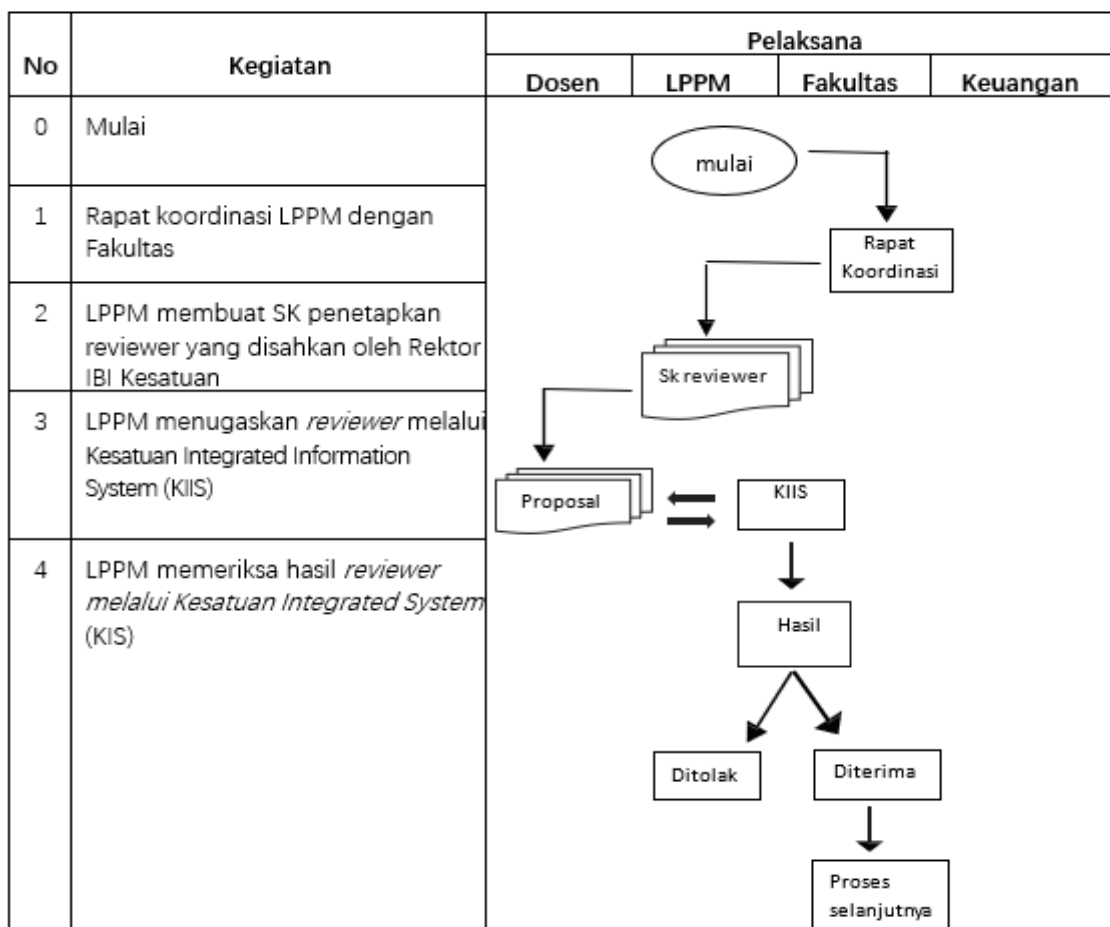 No
Kegiatan
Pelaksana
Dosen
LPPM
Fakultas
Keuangan
0
Mulai
1
Rapat koordinasi LPPM dengan
Fakultas
2
LPPM membuat SK penetapkan
reviewer yang disahkan oleh Rektor
IBI Kesatuan
3
LPPM menugaskan reviewer melalui
Kesatuan Integrated Information
System (KIIS)
4
LPPM memeriksa hasil reviewer
melalui Kesatuan Integrated System
(KIS)
mulai
Rapat
Koordinasi
Sk reviewer
Proposal
KIIS
Hasil
Ditolak
Diterima
Proses
selanjutnya